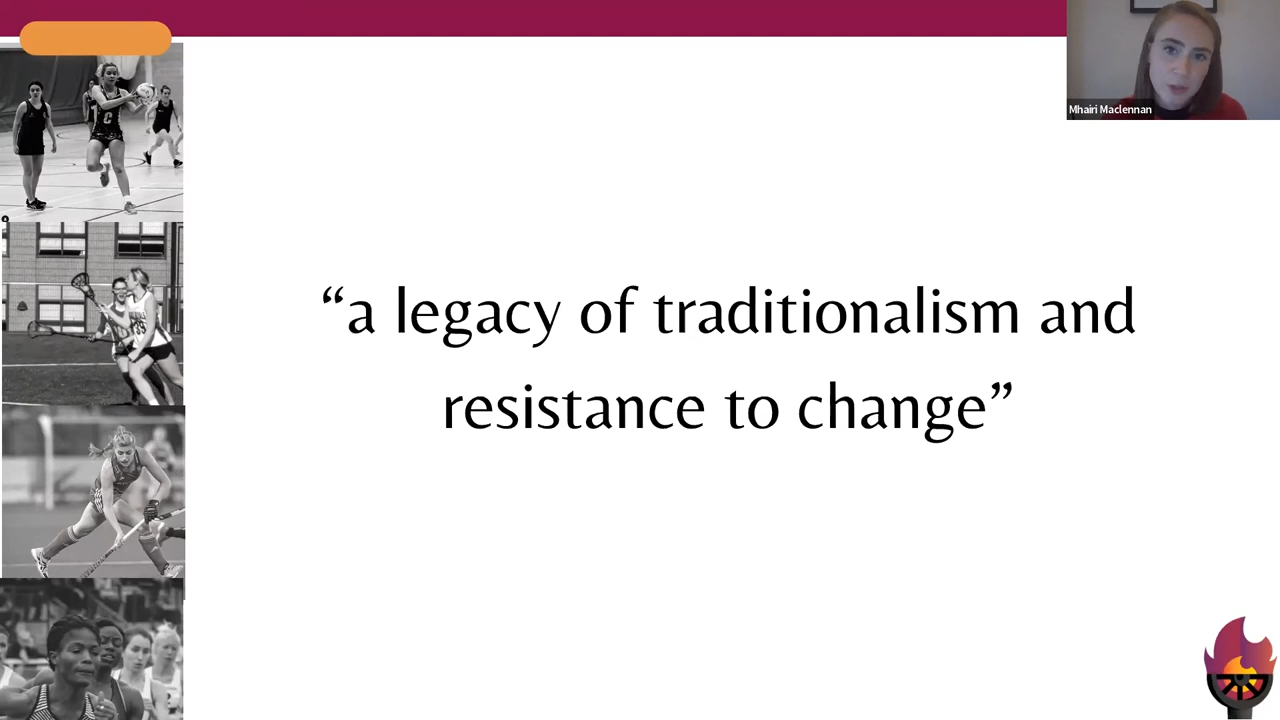 Mhairi Maclennan
“a legacy of traditionalism and
resistance to change”